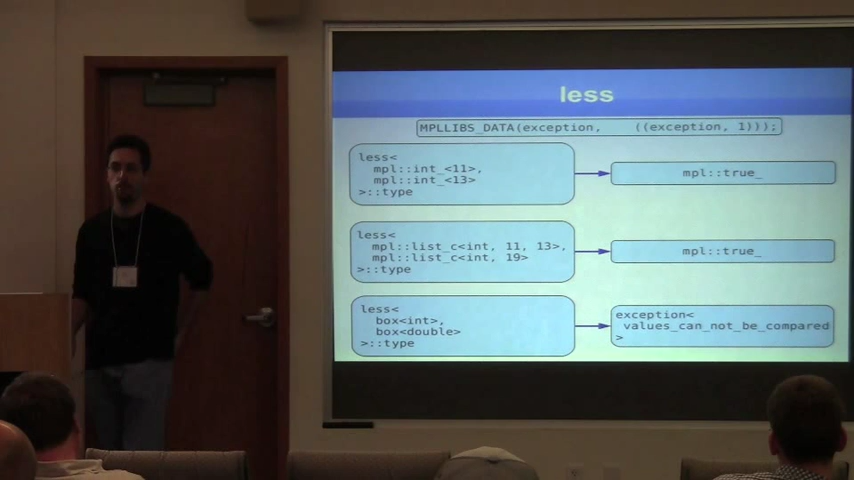 less
MPLLIBS_DATA(exception, ((exception, 1)));
less<
mpl::int_<11>,
mpl::int_<13>
>::type
mpl::true_
less<
mpl::list_c<int, 11, 13>,
mpl::list_c<int, 19>
>::type
mpl::true_
less<
box<int>,
box<double>
>::type
exception<
values_can_not_be_compared
>